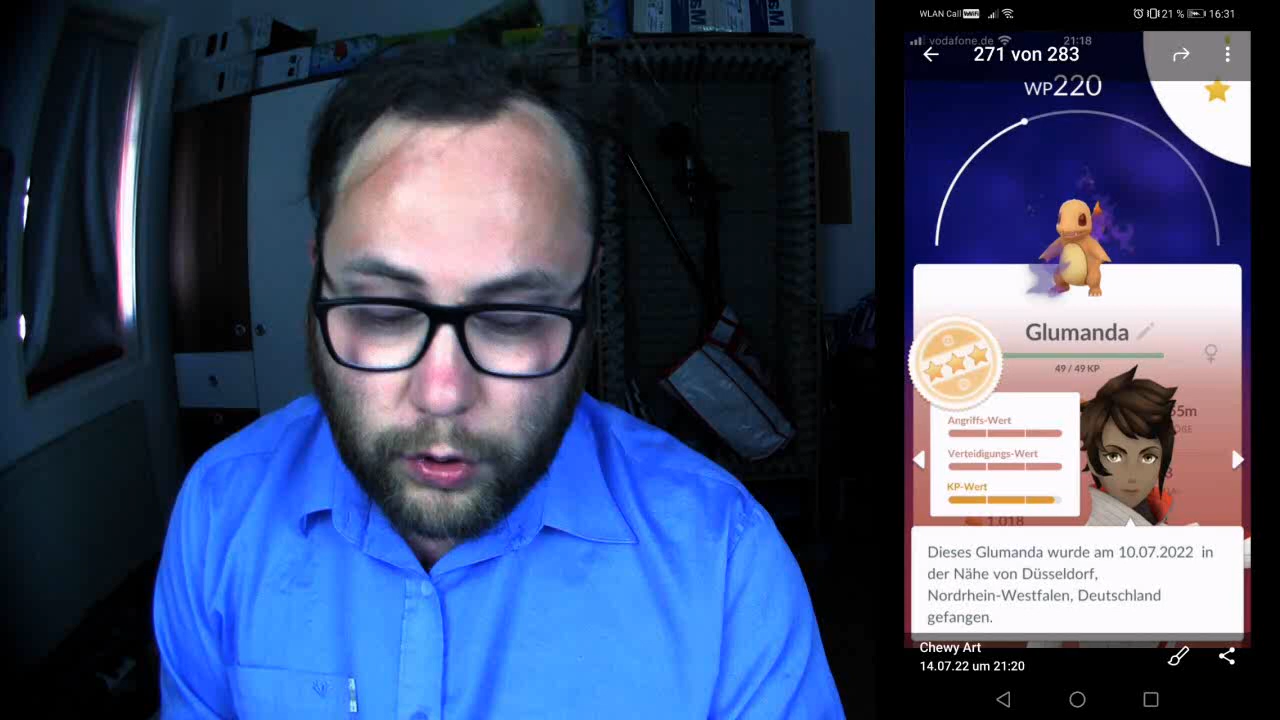 WLAN Call WiFi
21 % 16:31
vodafone.de 21:18
271 von 283
WP220
Glumanda
49 / 49 KP
Angriffs-Wert
Verteidigungs-Wert
KP-Wert
1.018
Dieses Glumanda wurde am 10.07.2022 in
der Nähe von Düsseldorf,
Nordrhein-Westfalen, Deutschland
gefangen.
Chewy Art
14.07.22 um 21:20